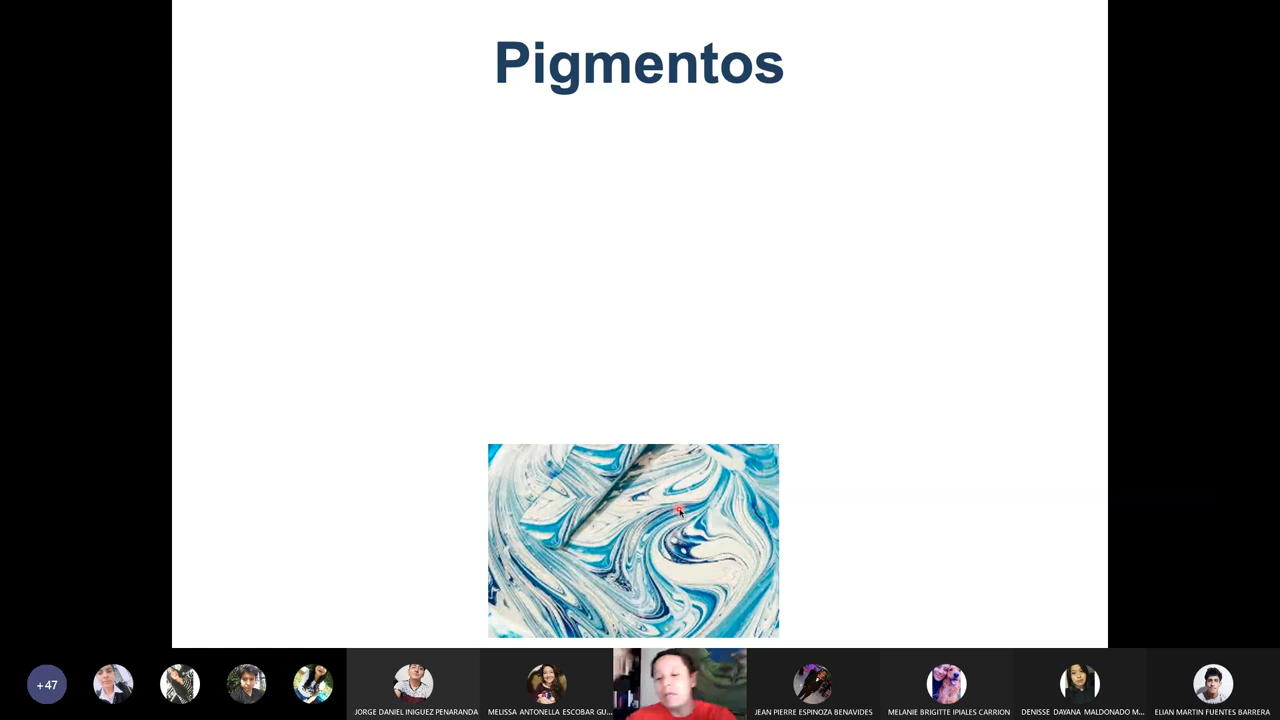 Pigmentos
+47
JORGE DANIEL INIGUEZ PENARANDA
MELISSA ANTONELLA ESCOBAR GU...
JEAN PIERRE ESPINOZA BENAVIDES
MELANIE BRIGITTE IPIALES CARRION
DENISSE DAYANA MALDONADO M...
ELIAN MARTIN FUENTES BARRERA